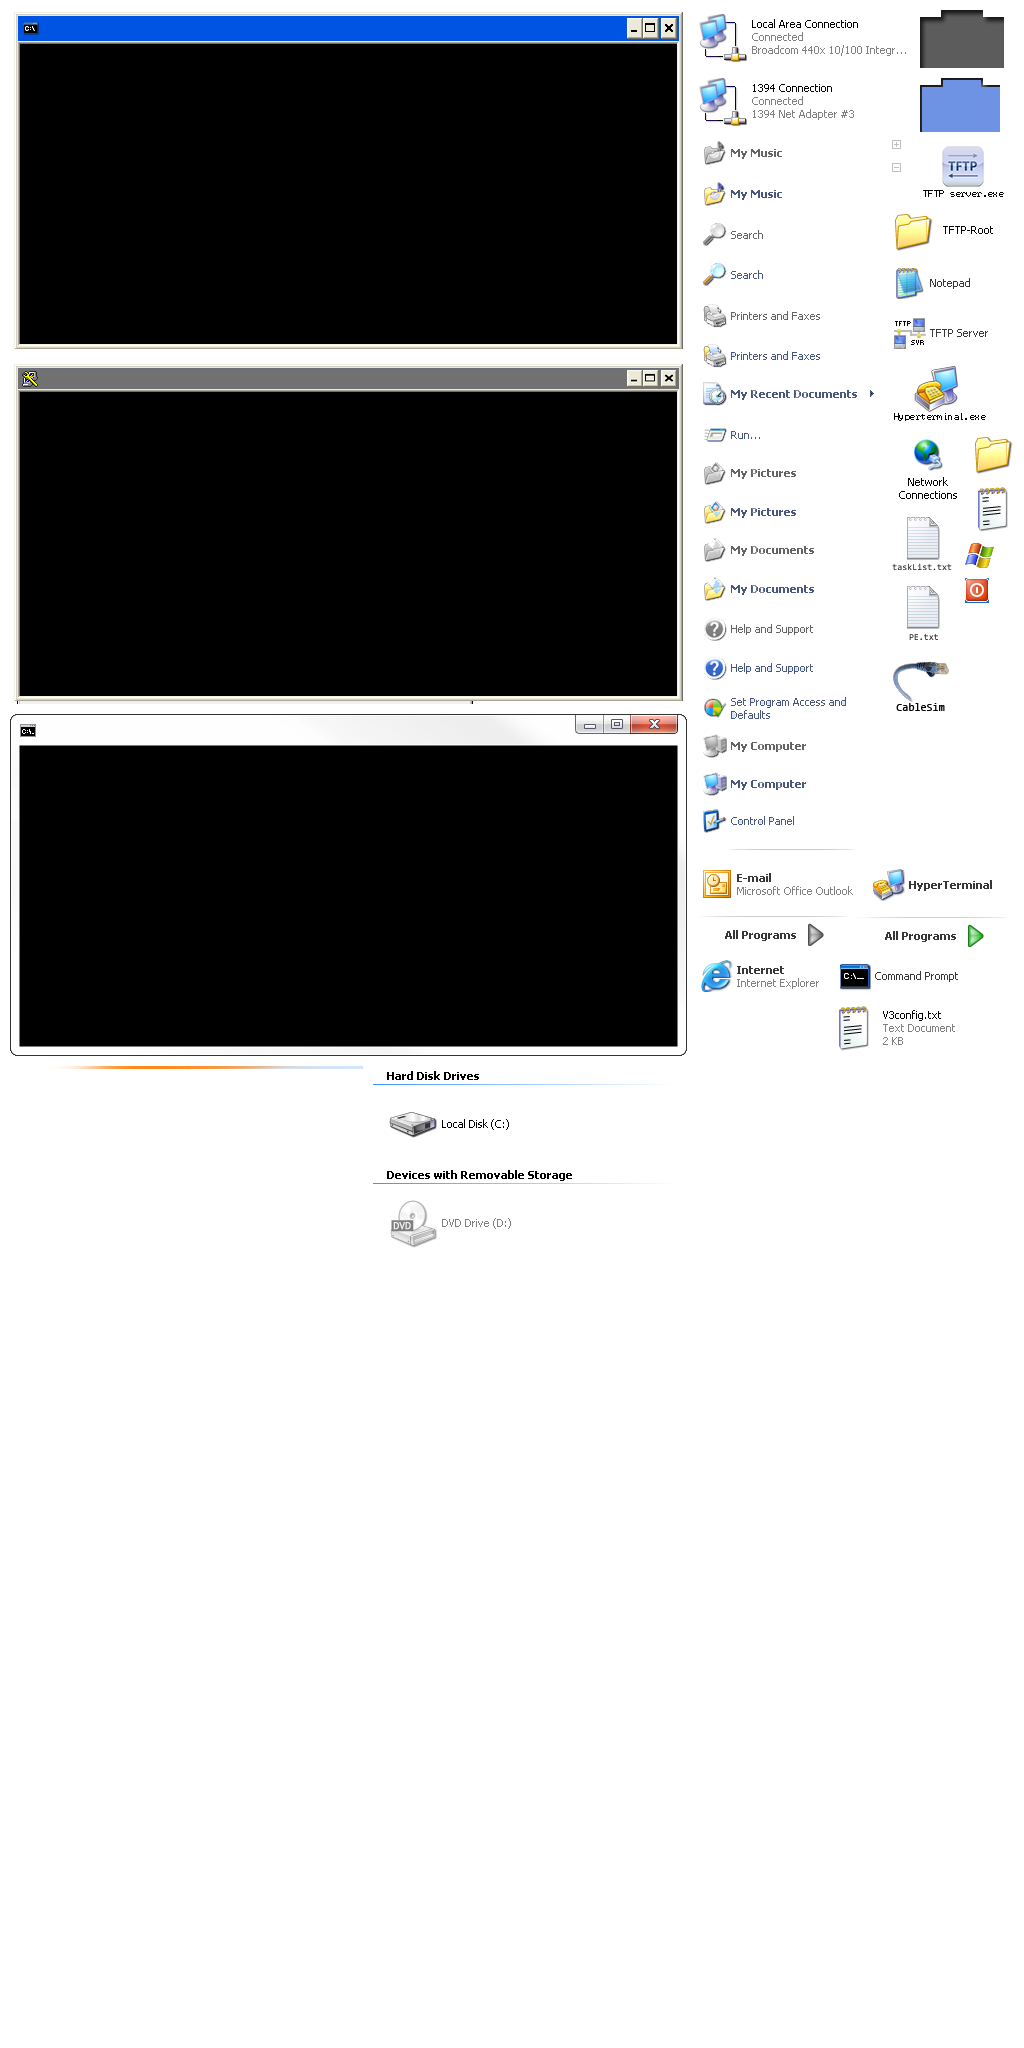 C:\
Local Area Connection
Connected
Broadcom 440x 10/100 Integr...
1394 Connection
Connected
1394 Net Adapter #3
My Music
TFTP
TFTP server.exe
My Music
TFTP-Root
Search
Search
Notepad
Printers and Faxes
TFTP
SVR
TFTP Server
Printers and Faxes
My Recent Documents
Hyperterminal.exe
Run...
My Pictures
Network
Connections
My Pictures
My Documents
taskList.txt
My Documents
Help and Support
PE.txt
Help and Support
Set Program Access and
Defaults
CableSim
C:\.
My Computer
My Computer
Control Panel
E-mail
Microsoft Office Outlook
HyperTerminal
All Programs
All Programs
Internet
Internet Explorer
C:\_
Command Prompt
V3config.txt
Text Document
2 KB
Hard Disk Drives
Local Disk (C:)
Devices with Removable Storage
DVD
DVD Drive (D:)